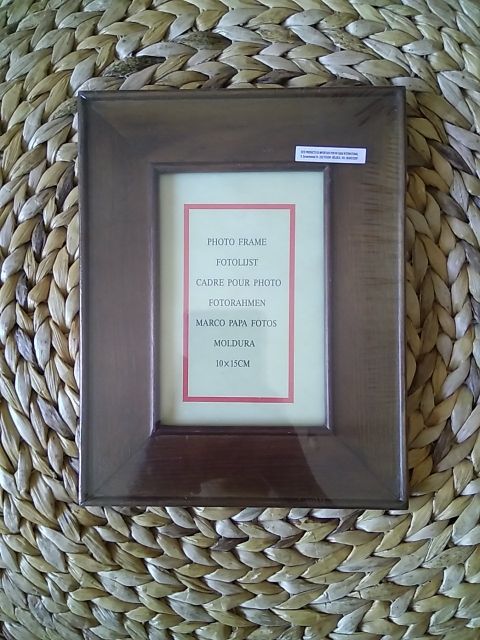 PHOTO FRAME
FOTOLIJST
CADRE POUR PHOTO
FOTORAHMEN
MARCO PAPA FOTOS
MOLDURA
10×15CM